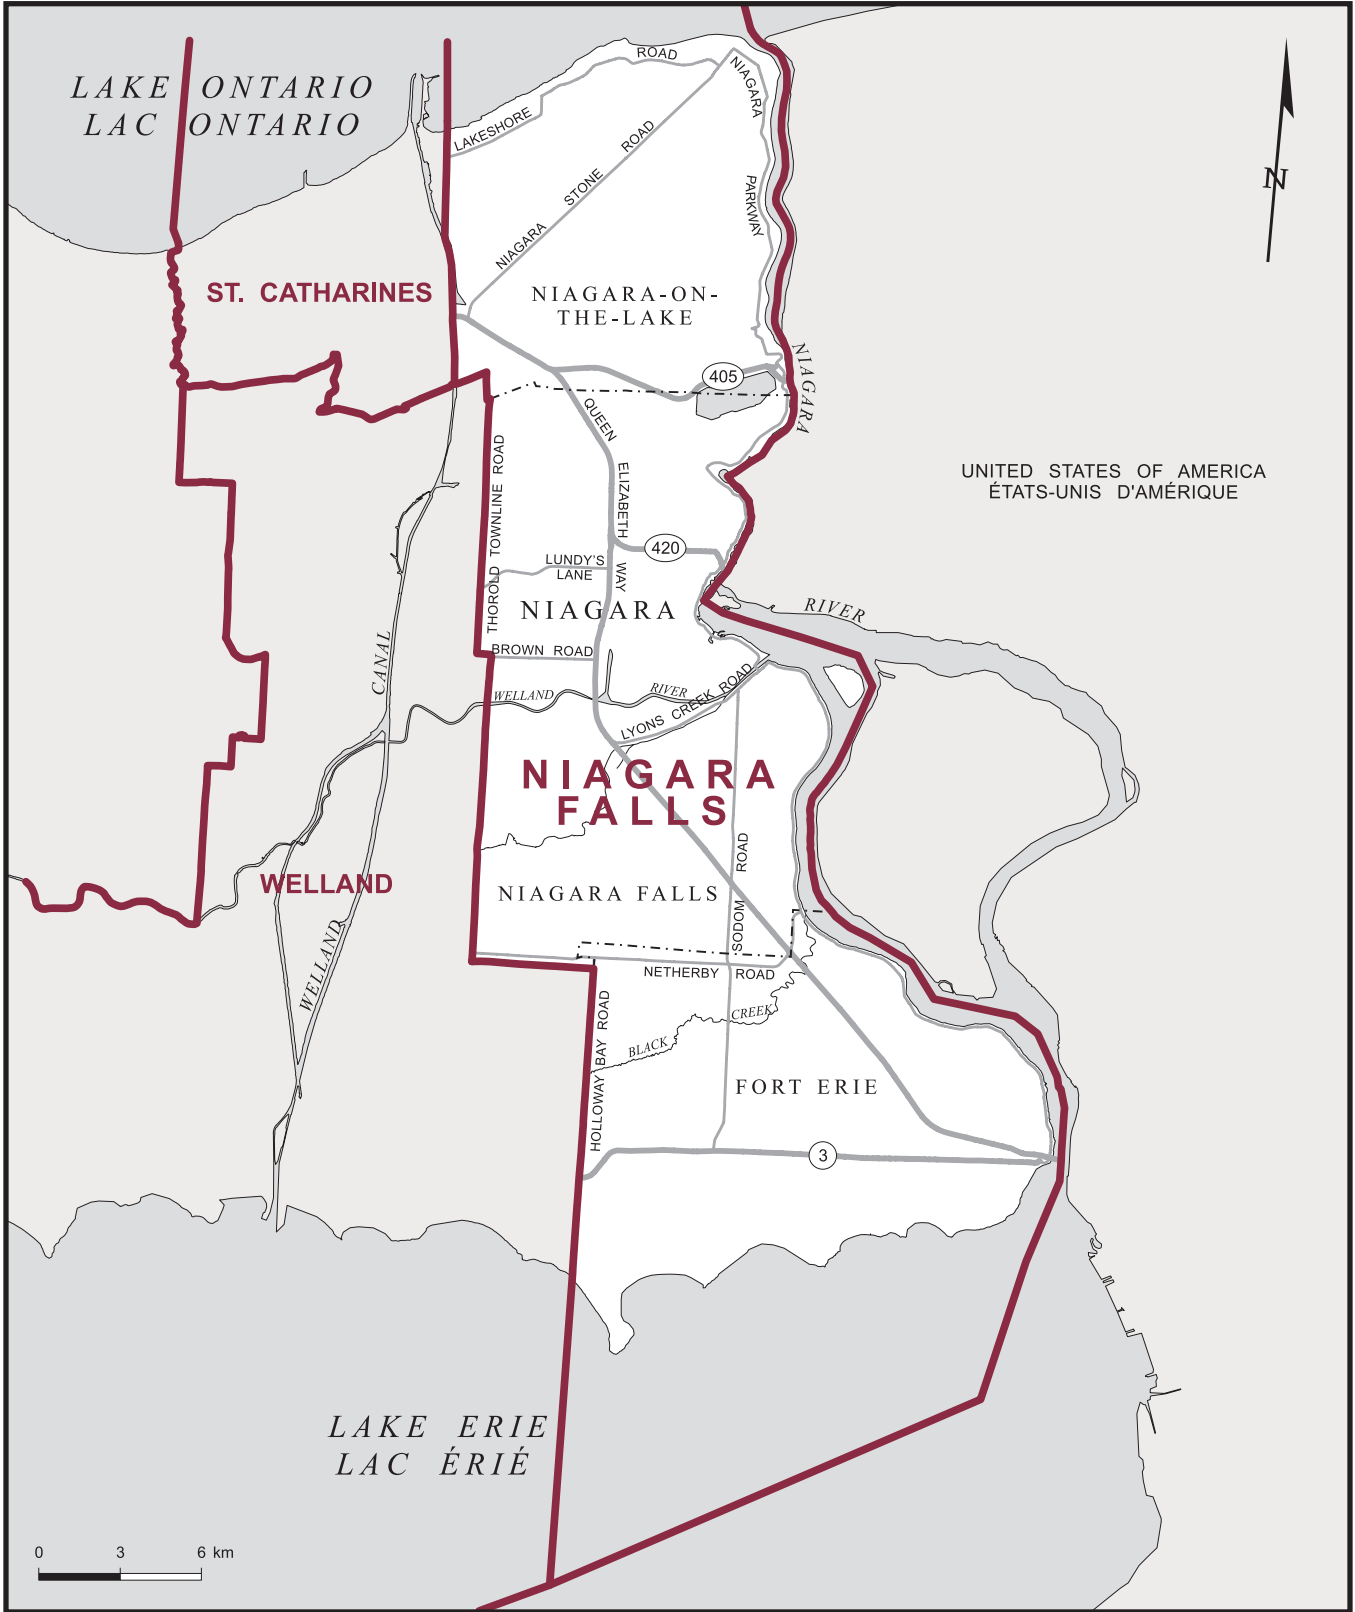 LAKE ONTARIO
LAC ONTARIO
ROAD
LAKESHORE
NIAGARA
PARKWAY
NIAGARA STONE ROAD
N
ST. CATHARINES
NIAGARA-ON-
THE-LAKE
405
NIAGARA
RIVER
QUEEN
ELIZABETH
WAY
THOROLD TOWNLINE ROAD
UNITED STATES OF AMERICA
ÉTATS-UNIS D'AMÉRIQUE
420
LUNDY'S
LANE
NIAGARA
BROWN ROAD
CANAL
WELLAND
RIVER
LYONS CREEK ROAD
NIAGARA
FALLS
WELLAND
NIAGARA FALLS
SODOM ROAD
WELLAND
NETHERBY ROAD
HOLLOWAY BAY ROAD
BLACK
CREEK
FORT ERIE
3
LAKE ERIE
LAC ÉRIÉ
0 3 6 km